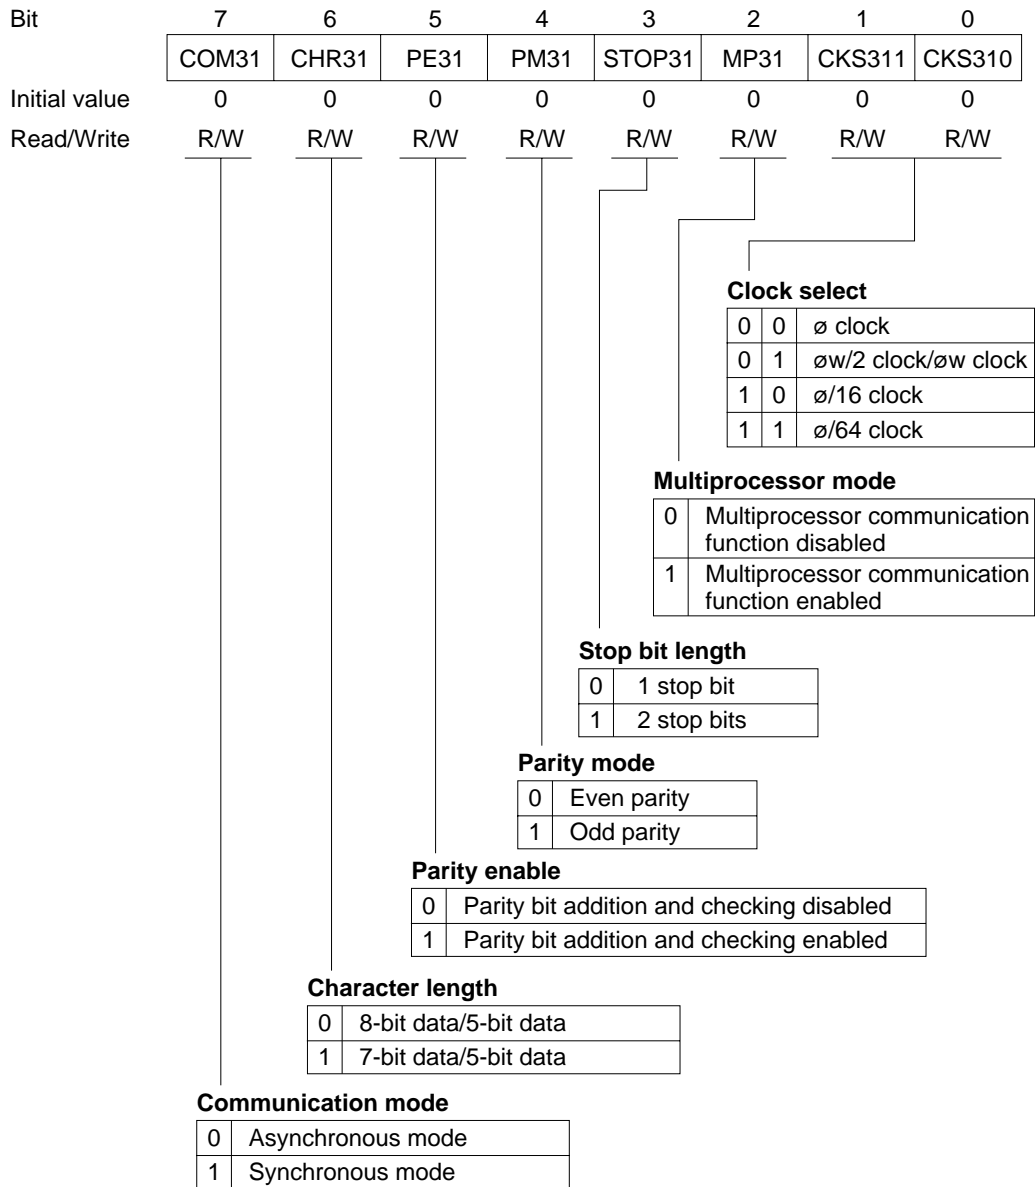 Bit 7 6 5 4 3 2 1 0
COM31 CHR31 PE31 PM31 STOP31 MP31 CKS311 CKS310
Initial value 0 0 0 0 0 0 0 0
Read/Write R/W R/W R/W R/W R/W R/W R/W R/W
Clock select
0 0 ø clock
0 1 øw/2 clock/øw clock
1 0 ø/16 clock
1 1 ø/64 clock
Multiprocessor mode
0 Multiprocessor communication
function disabled
1 Multiprocessor communication
function enabled
Stop bit length
0 1 stop bit
1 2 stop bits
Parity mode
0 Even parity
1 Odd parity
Parity enable
0 Parity bit addition and checking disabled
1 Parity bit addition and checking enabled
Character length
0 8-bit data/5-bit data
1 7-bit data/5-bit data
Communication mode
0 Asynchronous mode
1 Synchronous mode